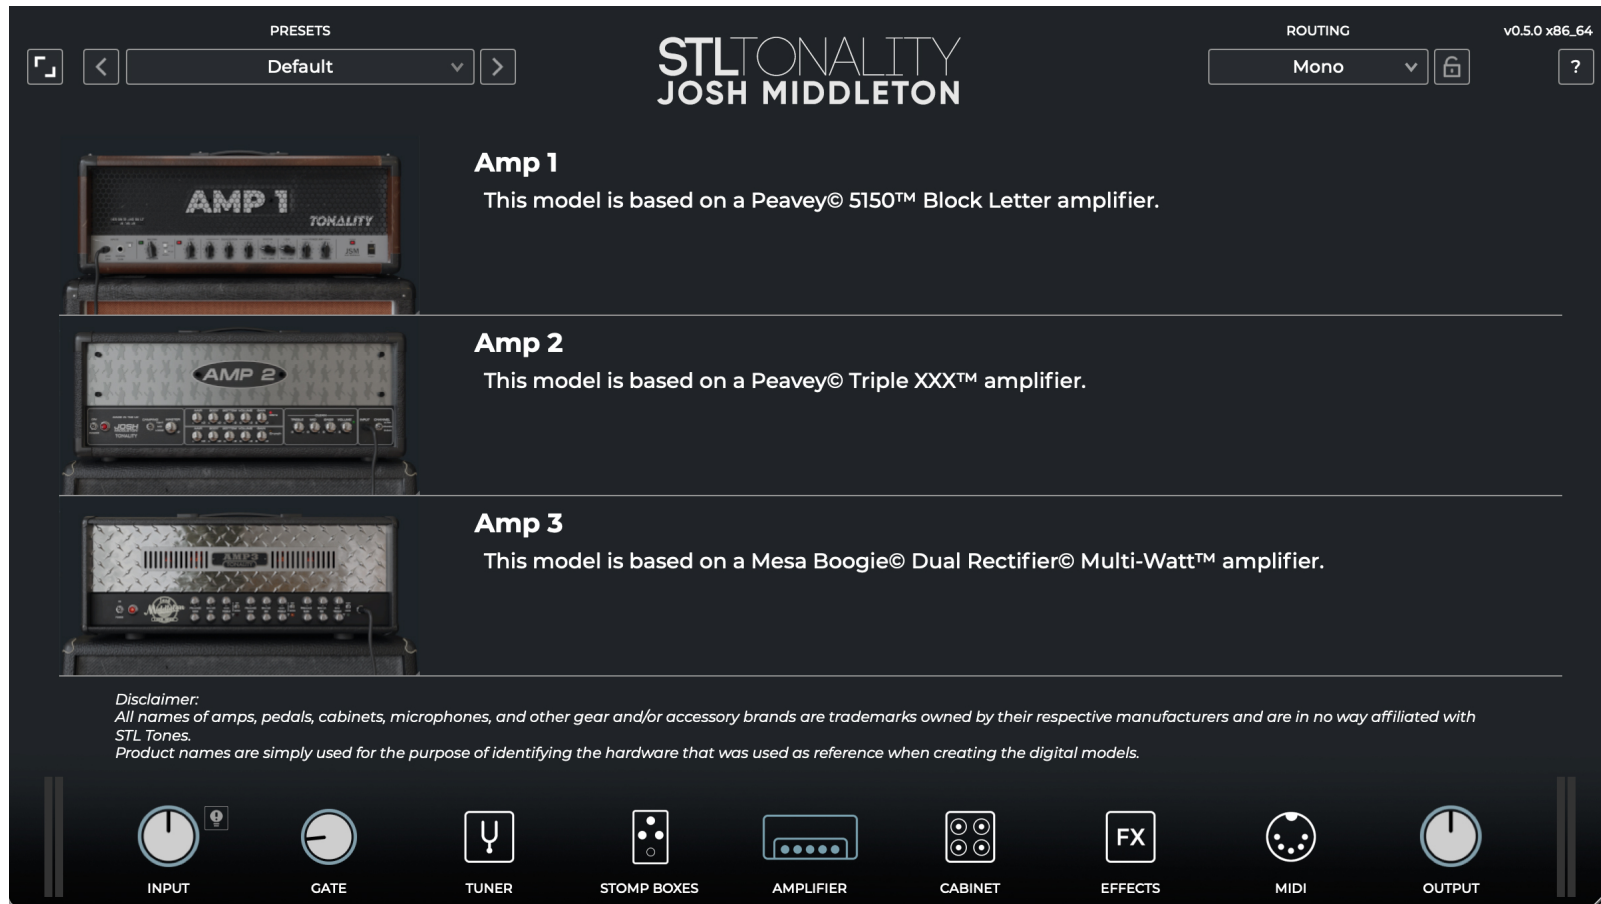 PRESETS
ROUTING
v0.5.0 x86_64
Default
STLTONALITY
JOSH MIDDLETON
Mono
?
Amp 1
This model is based on a Peavey© 5150™ Block Letter amplifier.
AMP 1
TONALITY
JSM
Amp 2
This model is based on a Peavey© Triple XXX™ amplifier.
AMP 2
JOSH
TONALITY
Amp 3
This model is based on a Mesa Boogie© Dual Rectifier© Multi-Watt™ amplifier.
AMP3
Disclaimer:
All names of amps, pedals, cabinets, microphones, and other gear and/or accessory brands are trademarks owned by their respective manufacturers and are in no way affiliated with
STL Tones.
Product names are simply used for the purpose of identifying the hardware that was used as reference when creating the digital models.
FX
INPUT
GATE
TUNER
STOMP BOXES
AMPLIFIER
CABINET
EFFECTS
MIDI
OUTPUT